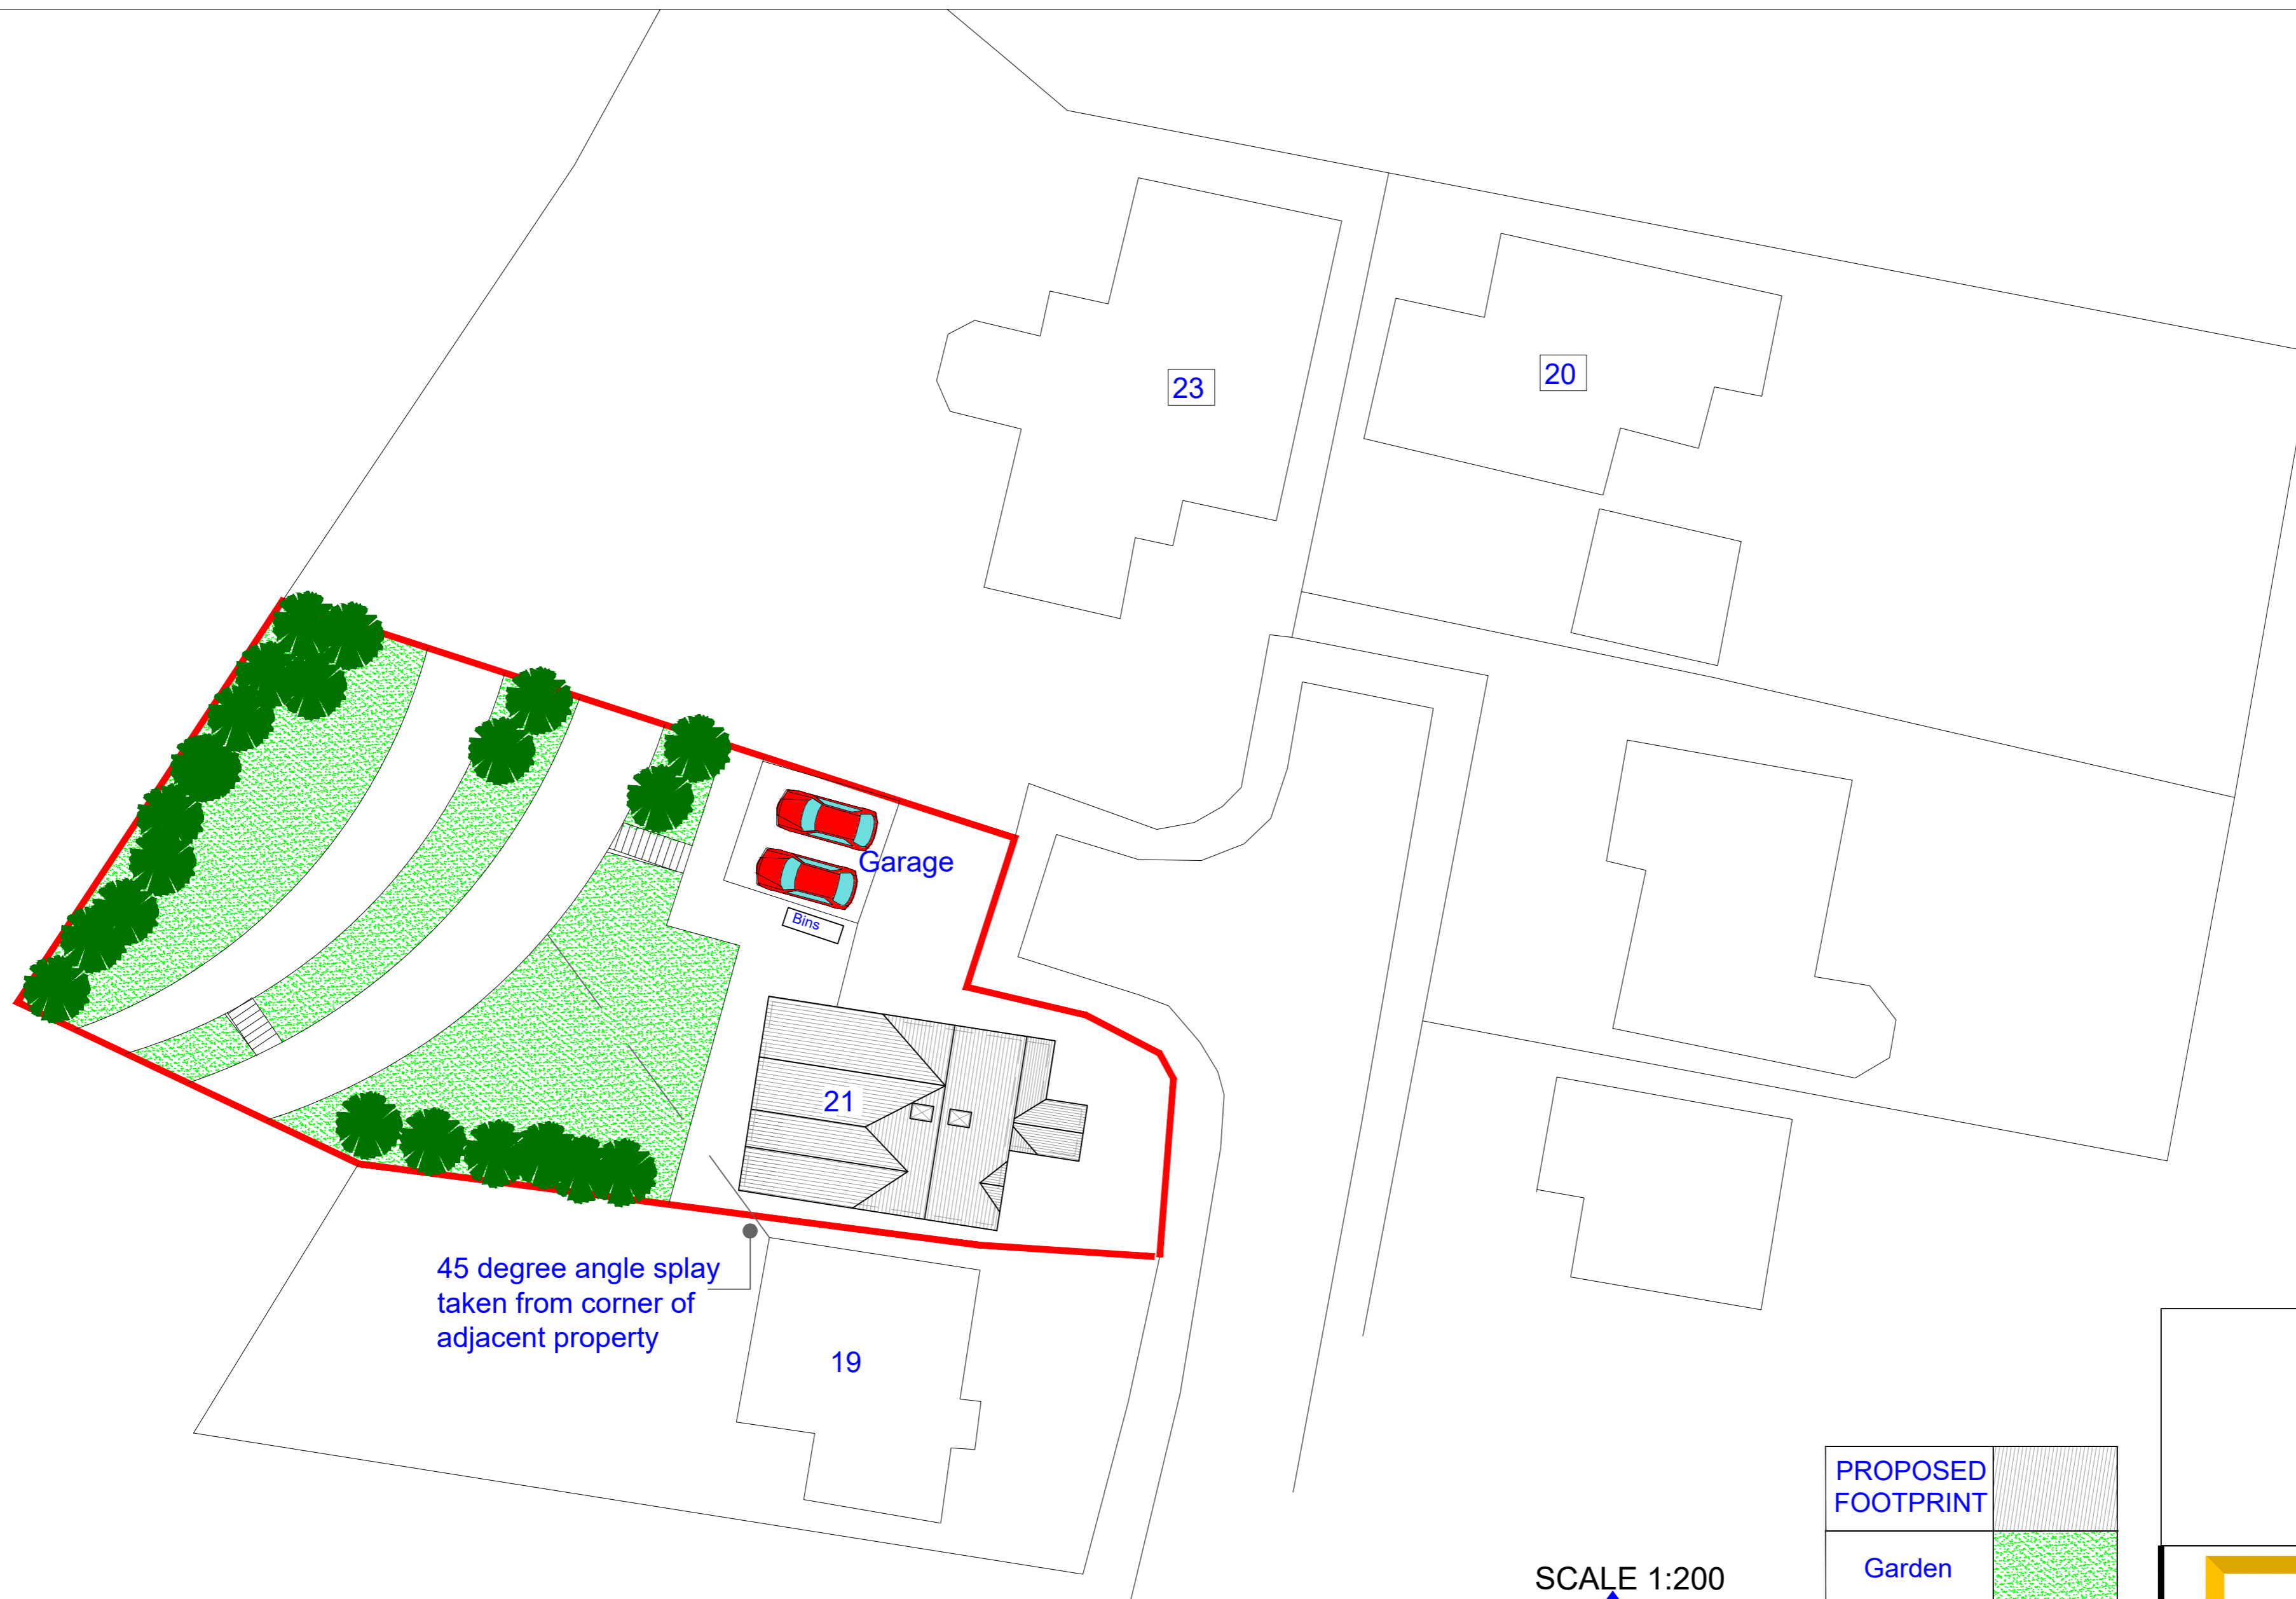 23
20
Garage
Bins
21
45 degree angle splay
taken from corner of
adjacent property
19
PROPOSED
FOOTPRINT
Garden
SCALE 1:200